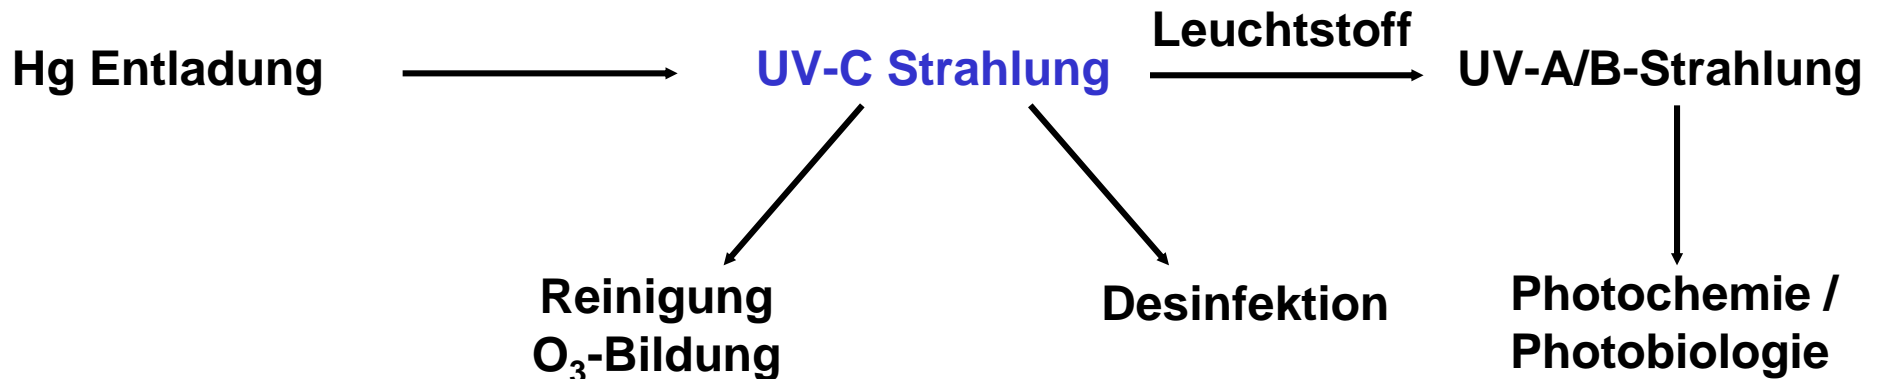 Leuchtstoff
Hg Entladung
UV-C Strahlung
UV-A/B-Strahlung
Reinigung
O₃-Bildung
Desinfektion
Photochemie /
Photobiologie